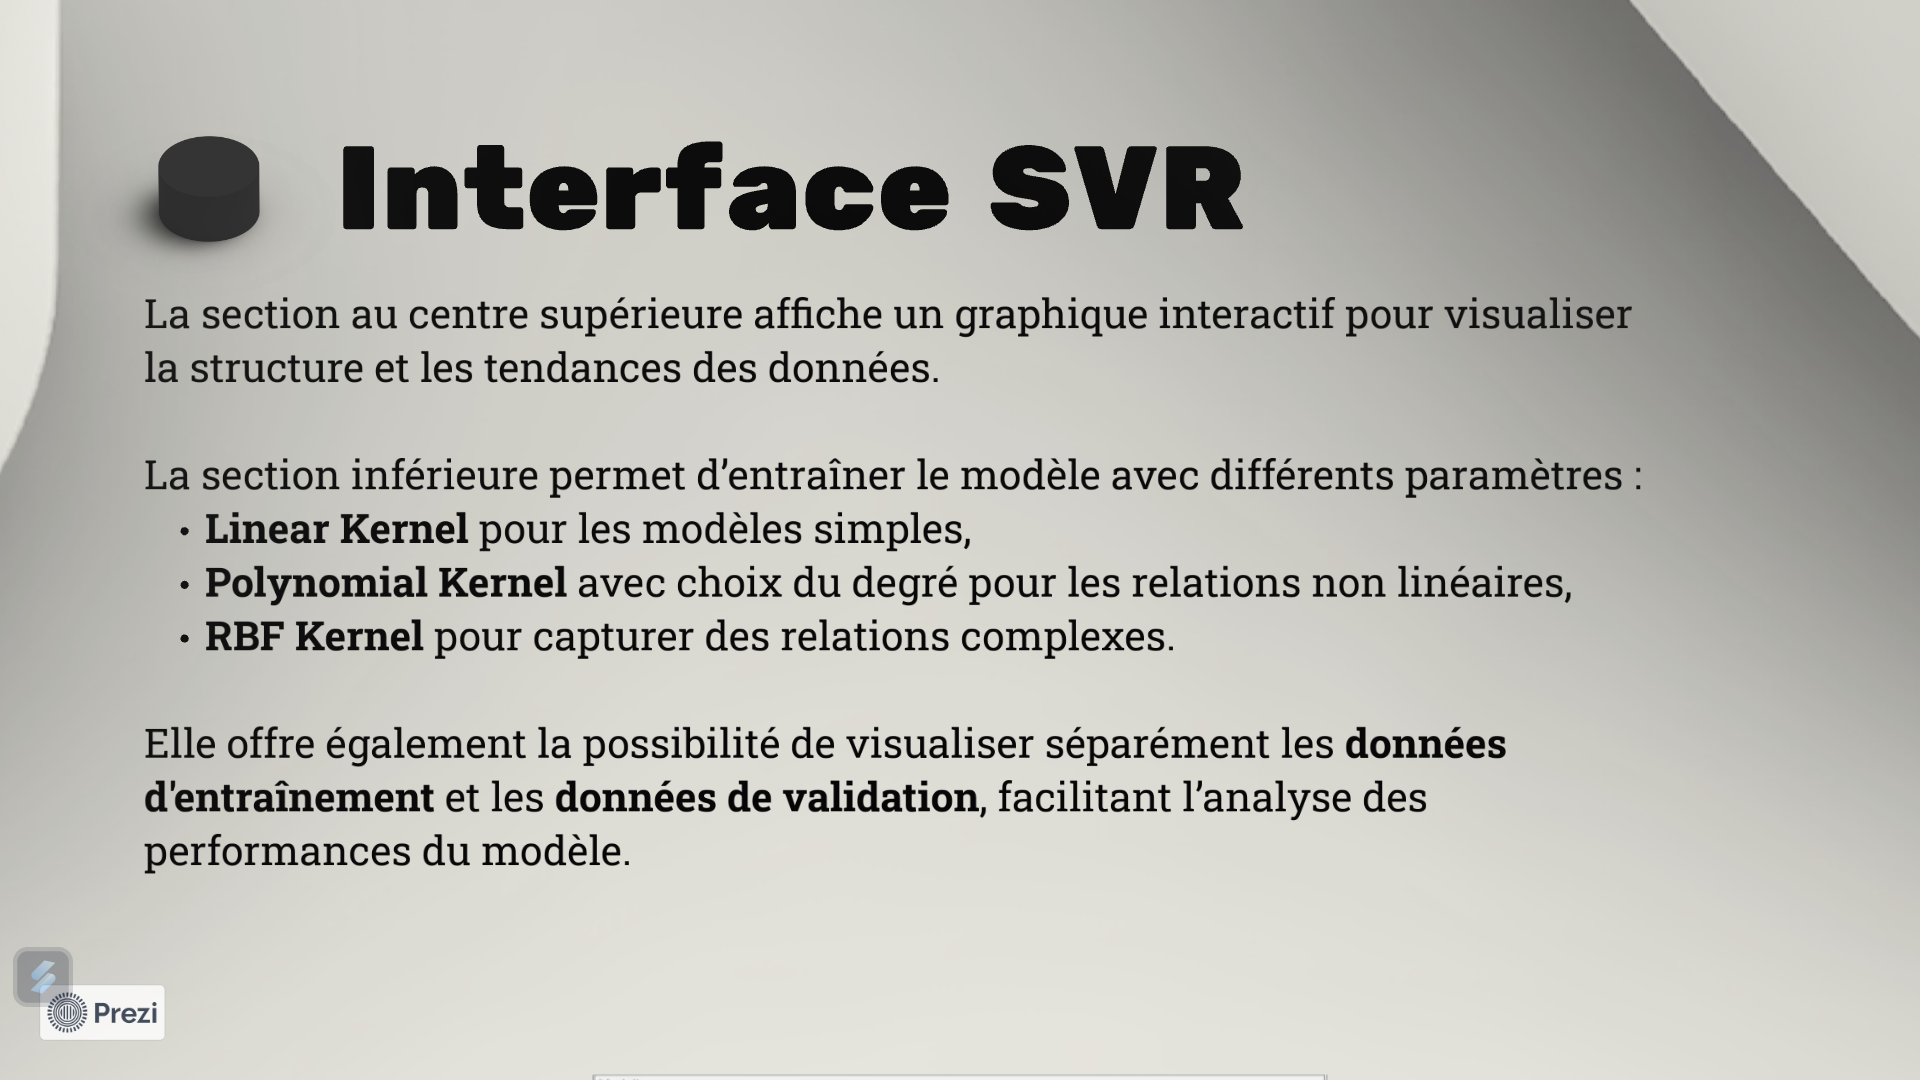 Interface SVR
La section au centre supérieure affiche un graphique interactif pour visualiser
la structure et les tendances des données.
La section inférieure permet d’entraîner le modèle avec différents paramètres :
• Linear Kernel pour les modèles simples,
• Polynomial Kernel avec choix du degré pour les relations non linéaires,
• RBF Kernel pour capturer des relations complexes.
Elle offre également la possibilité de visualiser séparément les données
d'entraînement et les données de validation, facilitant l’analyse des
performances du modèle.
Prezi